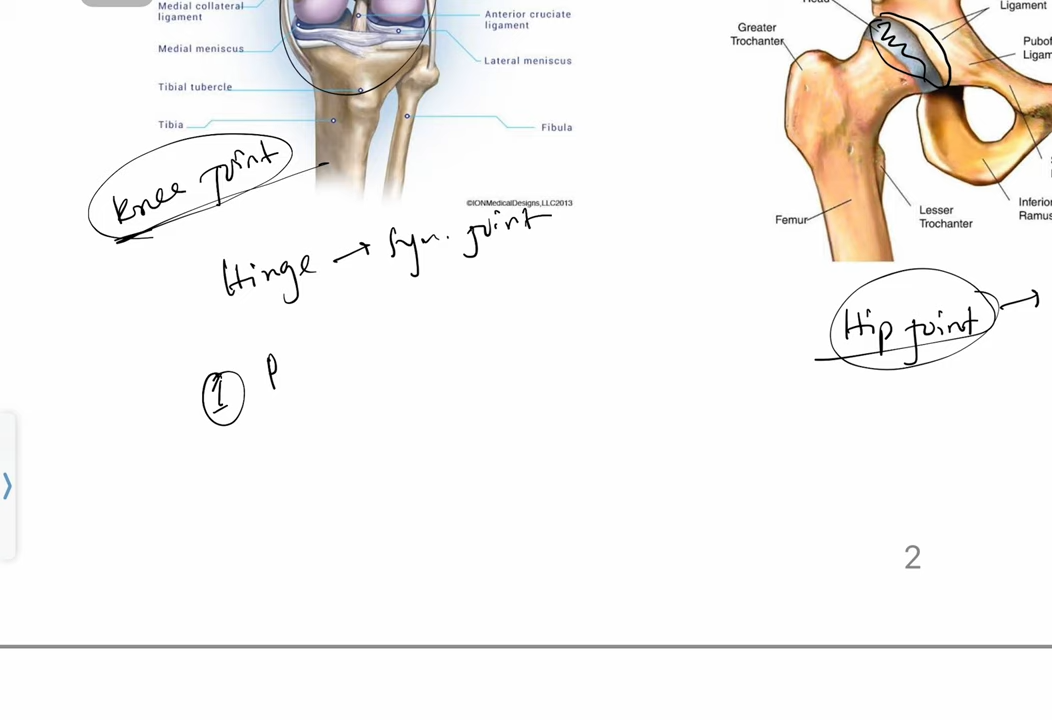 Medial collateral
ligament
Medial meniscus
Tibial tubercle
Tibia
Anterior cruciate
ligament
Lateral meniscus
Fibula
©IONMedicalDesigns,LLC2013
Knee Joint
Hinge → Syn. Joint
1 P
Ligament
Greater
Trochanter
Femur
Lesser
Trochanter
Inferior
Ramus
Hip joint →
2